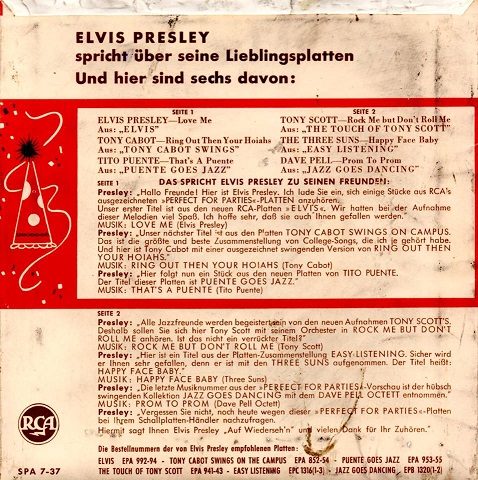 ELVIS PRESLEY
spricht über seine Lieblingsplatten
Und hier sind sechs davon:
SEITE 1
ELVIS PRESLEY—Love Me
Aus: „ELVIS”
TONY CABOT—Ring Out Then Your Hoiahs
Aus: „TONY CABOT SWINGS”
TITO PUENTE—That's A Puente
Aus: „PUENTE GOES JAZZ”
SEITE 2
TONY SCOTT—Rock Me but Don't Roll Me
Aus: „THE TOUCH OF TONY SCOTT”
THE THREE SUNS—Happy Face Baby
Aus: „EASY LISTENING”
DAVE PELL—Prom To Prom
Aus: „JAZZ GOES DANCING”
DAS SPRICHT ELVIS PRESLEY ZU SEINEN FREUNDEN:
SEITE 1
Presley: „Hallo Freunde! Hier ist Elvis Presley. Ich lade Sie ein, sich einige Stücke aus RCA's
ausgezeichneten »PERFECT FOR PARTIES«-PLATTEN anzuhören.
Unser erster Titel ist aus den neuen RCA-Platten »ELVIS«. Wir hatten bei der Aufnahme
dieser Melodien viel Spaß. Ich hoffe sehr, daß sie auch Ihnen gefallen werden.”
MUSIK: LOVE ME (Elvis Presley)
Presley: „Unser nächster Titel ist aus den Platten TONY CABOT SWINGS ON CAMPUS.
Das ist die größte und beste Zusammenstellung von College-Songs, die ich je gehört habe.
Und hier ist Tony Cabot mit einer ausgezeichnet swingenden Version von RING OUT THEN
YOUR HOIAHS.”
MUSIK: RING OUT THEN YOUR HOIAHS (Tony Cabot)
Presley: „Hier folgt nun ein Stück aus den neuen Platten von TITO PUENTE.
Der Titel dieser Platten ist PUENTE GOES JAZZ.”
MUSIK: THAT'S A PUENTE (Tito Puente)
SEITE 2
Presley: „Alle Jazzfreunde werden begeistert sein von den neuen Aufnahmen TONY SCOTT'S.
Deshalb sollen Sie sich hier Tony Scott mit seinem Orchester in ROCK ME BUT DON'T
ROLL ME anhören. Ist das nicht ein verrückter Titel?”
MUSIK: ROCK ME BUT DON'T ROLL ME (Tony Scott)
Presley: „Hier ist ein Titel aus der Platten-Zusammenstellung EASY LISTENING. Sicher wird
er Ihnen sehr gefallen, denn er ist mit den THREE SUNS aufgenommen. Der Titel heißt:
HAPPY FACE BABY.”
MUSIK: HAPPY FACE BABY (Three Suns)
Presley: „Die letzte Musiknummer aus der »PERFECT FOR PARTIES«-Vorschau ist der hübsch
swingenden Kollektion JAZZ GOES DANCING mit dem DAVE PELL OCTETT entnommen.”
MUSIK: PROM TO PROM (Dave Pell Octett)
Presley: „Vergessen Sie nicht, noch heute wegen dieser »PERFECT FOR PARTIES«-Platten
bei Ihrem Schallplatten-Händler nachzufragen.
Hiermit sagt Ihnen Elvis Presley „Auf Wiederseh'n” und vielen Dank für Ihr Zuhören.”
Die Bestellnummern der von Elvis Presley empfohlenen Platten:
ELVIS EPA 992-94 - TONY CABOT SWINGS ON THE CAMPUS EPA 852-54 - PUENTE GOES JAZZ EPA 953-55
THE TOUCH OF TONY SCOTT EPA 941-43 - EASY LISTENING EPC 1316(1-3) - JAZZ GOES DANCING EPB 1320(1-2)
RCA
SPA 7-37